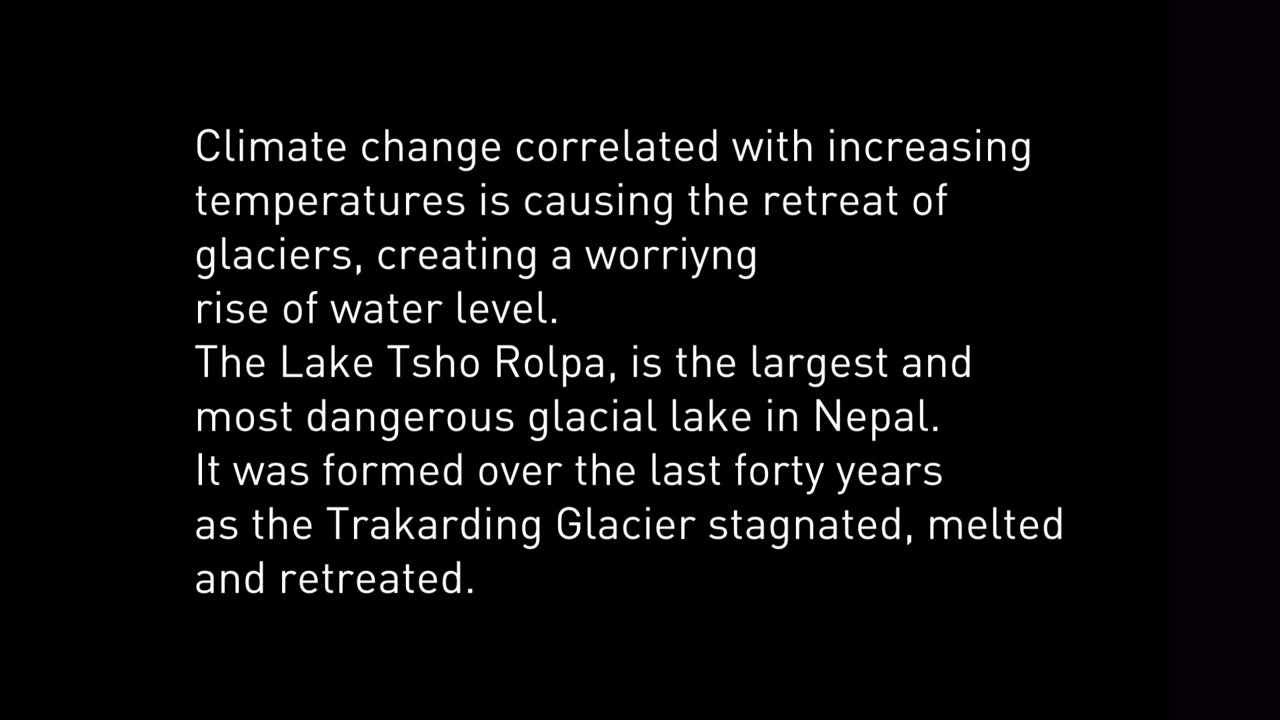 Climate change correlated with increasing
temperatures is causing the retreat of
glaciers, creating a worriyng
rise of water level.
The Lake Tsho Rolpa, is the largest and
most dangerous glacial lake in Nepal.
It was formed over the last forty years
as the Trakarding Glacier stagnated, melted
and retreated.